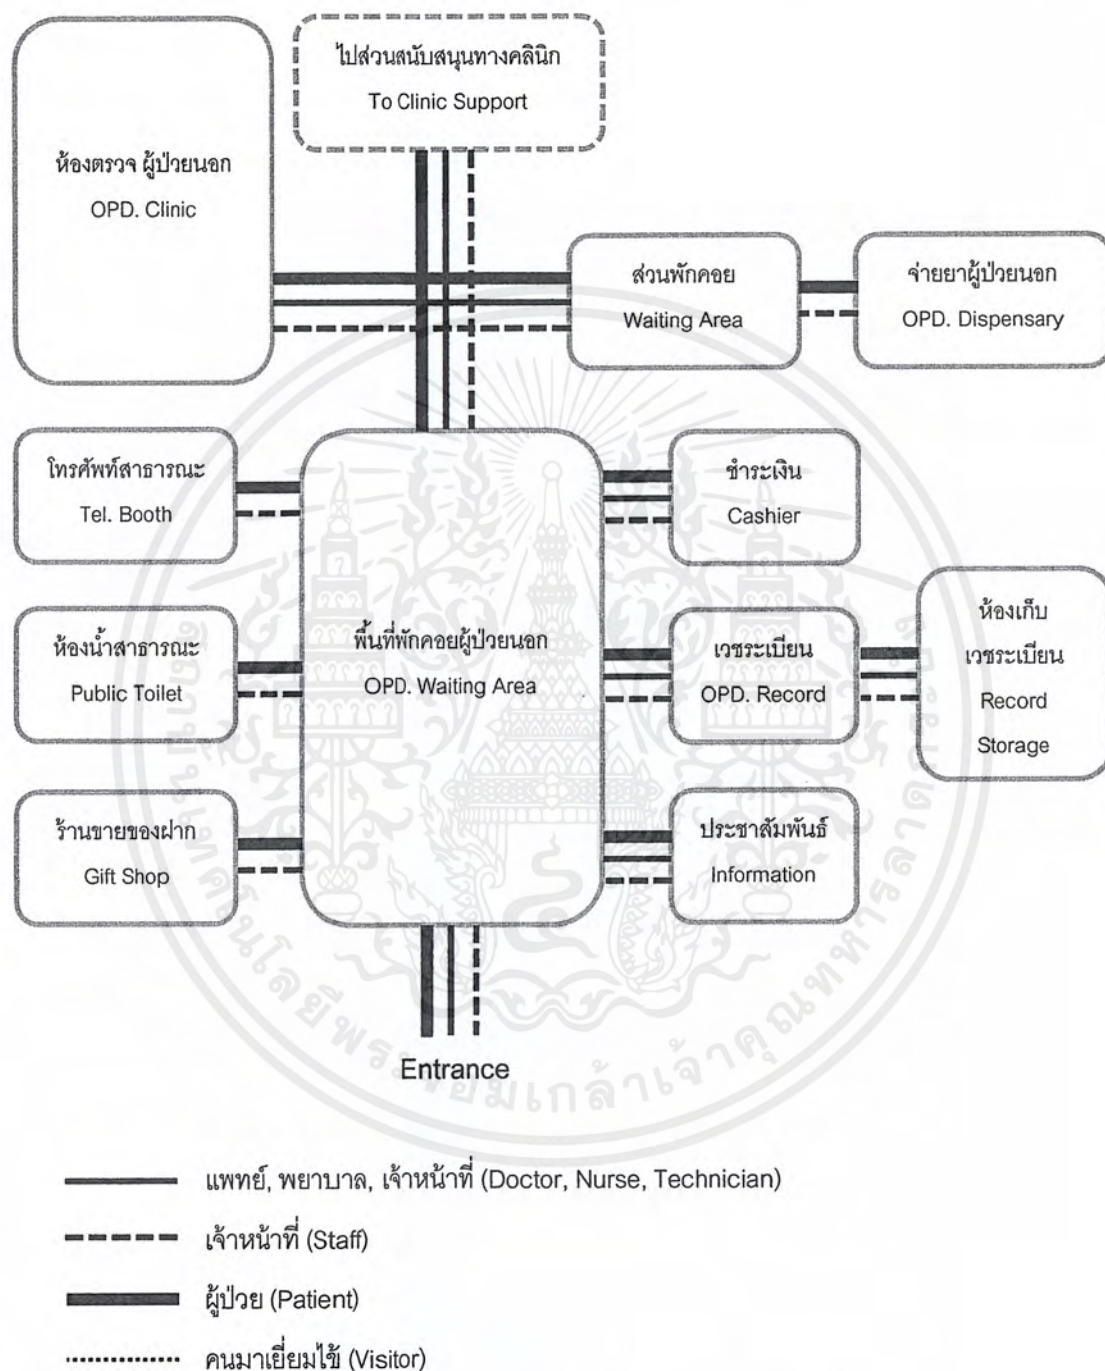 ไปส่วนสนับสนุนทางคลินิก
To Clinic Support
ห้องตรวจ ผู้ป่วยนอก
OPD. Clinic
ส่วนพักคอย
Waiting Area
จ่ายยาผู้ป่วยนอก
OPD. Dispensary
โทรศัพท์สาธารณะ
Tel. Booth
ชำระเงิน
Cashier
ห้องน้ำสาธารณะ
Public Toilet
พื้นที่พักคอยผู้ป่วยนอก
OPD. Waiting Area
เวชระเบียน
OPD. Record
ห้องเก็บ
เวชระเบียน
Record
Storage
ร้านขายของฝาก
Gift Shop
ประชาสัมพันธ์
Information
Entrance
แพทย์, พยาบาล, เจ้าหน้าที่ (Doctor, Nurse, Technician)
เจ้าหน้าที่ (Staff)
ผู้ป่วย (Patient)
คนมาเยี่ยมไข้ (Visitor)